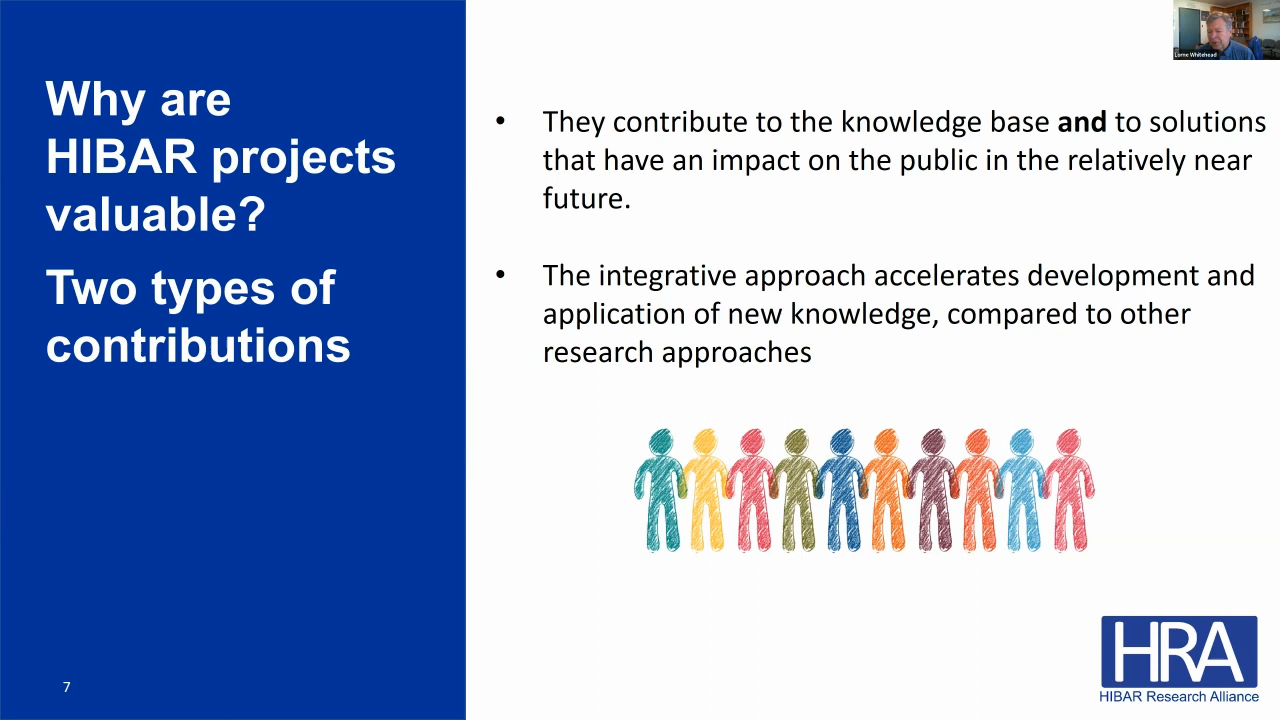 Why are
HIBAR projects
valuable?
Two types of
contributions
• They contribute to the knowledge base and to solutions
that have an impact on the public in the relatively near
future.
• The integrative approach accelerates development and
application of new knowledge, compared to other
research approaches
Lorne Whitehead
7
HRA
HIBAR Research Alliance